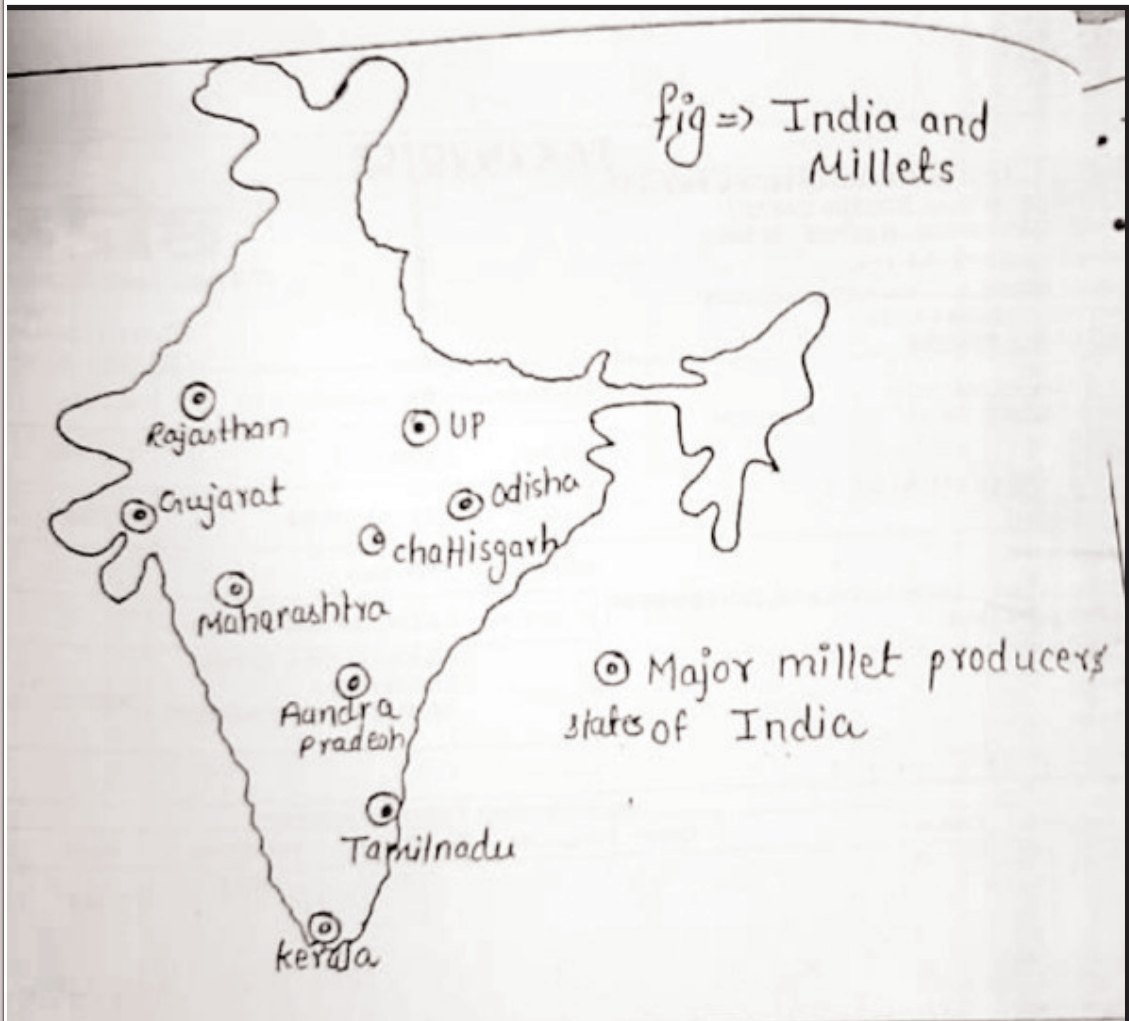 fig => India and
Millets
Rajasthan
UP
Gujarat
Odisha
chattisgarh
Maharashtra
Major millet producers
states of India
Aandra
pradesh
Tamilnadu
kerala